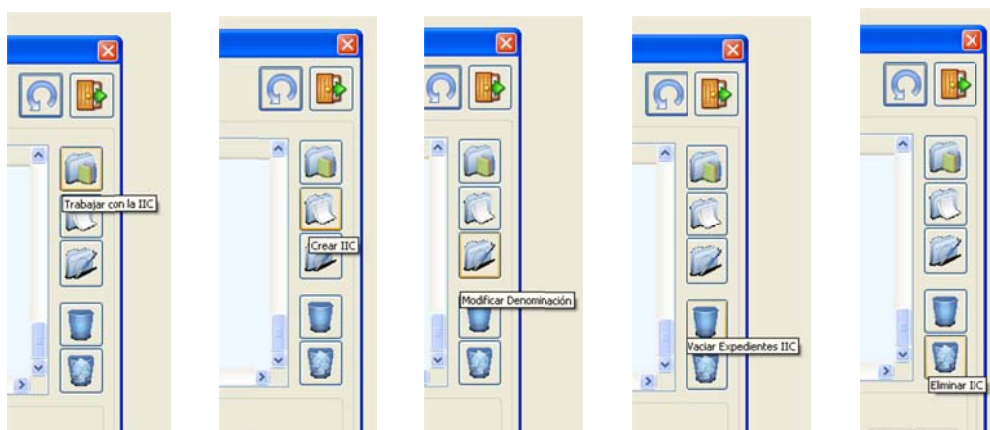 Trabajar con la IIC
Crear IIC
Modificar Denominación
Vaciar Expedientes IIC
Eliminar IIC